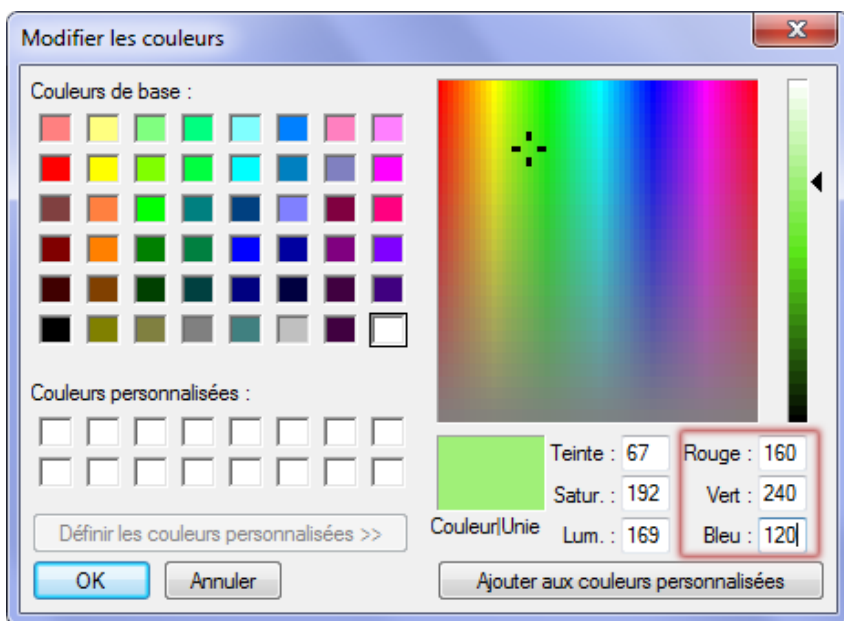 Modifier les couleurs
Couleurs de base :
Couleurs personnalisées :
Définir les couleurs personnalisées >>
OK
Annuler
Couleur|Unie
Teinte : 67
Satur. : 192
Lum. : 169
Rouge : 160
Vert : 240
Bleu : 120
Ajouter aux couleurs personnalisées